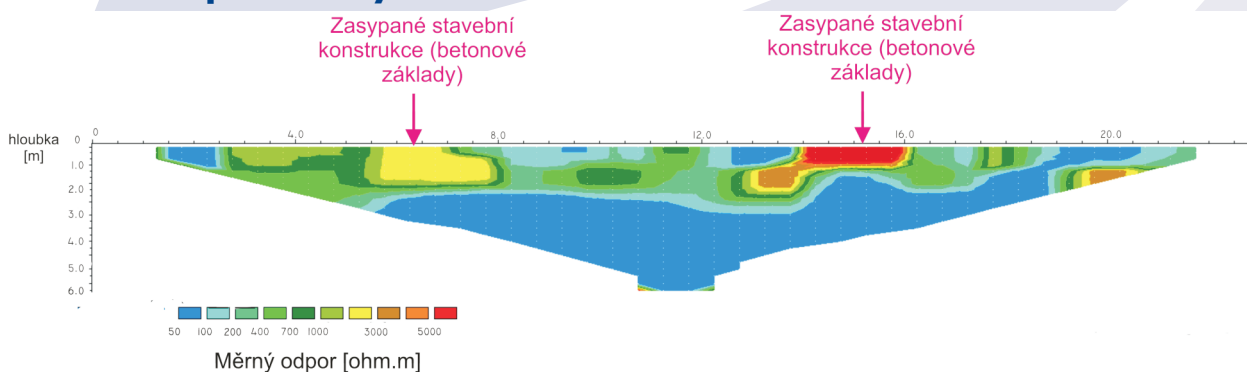 Zasypané stavební
konstrukce (betonové
základy)
Zasypané stavební
konstrukce (betonové
základy)
hloubka
[m]
0 4.0 8.0 12.0 16.0 20.0
0
1.0
2.0
3.0
4.0
5.0
6.0
50 100 200 400 700 1000 3000 5000
Měrný odpor [ohm.m]